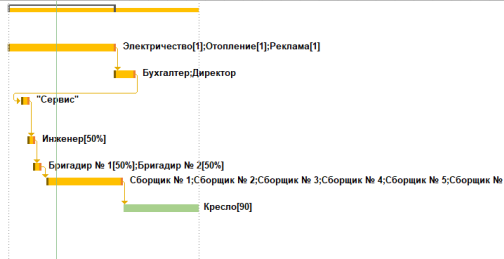 Электричество[1];Отопление[1];Реклама[1]
Бухгалтер;Директор
"Сервис"
Инженер[50%]
Бригадир № 1[50%];Бригадир № 2[50%]
Сборщик № 1;Сборщик № 2;Сборщик № 3;Сборщик № 4;Сборщик № 5;Сборщик №
Кресло[90]